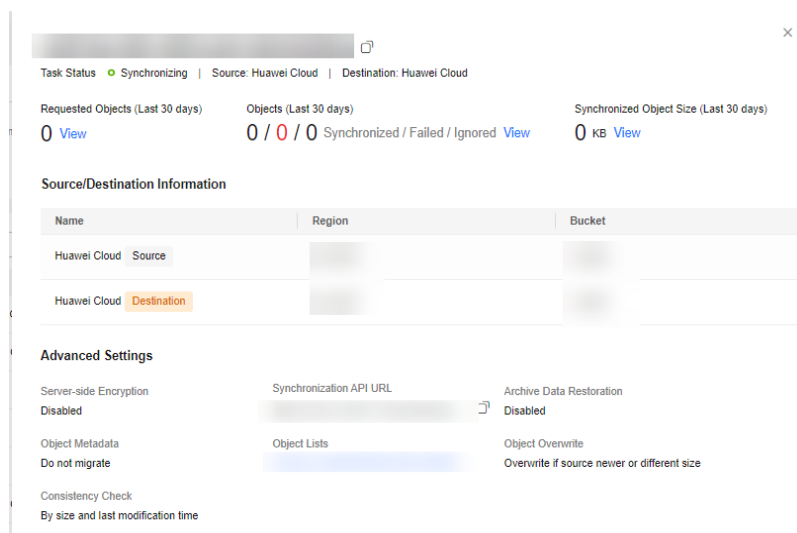 Task Status Synchronizing | Source: Huawei Cloud | Destination: Huawei Cloud
Requested Objects (Last 30 days) Objects (Last 30 days) Synchronized Object Size (Last 30 days)
0 View 0 / 0 / 0 Synchronized / Failed / Ignored View 0 KB View
Source/Destination Information
Name Region Bucket
Huawei Cloud Source
Huawei Cloud Destination
Advanced Settings
Server-side Encryption Synchronization API URL Archive Data Restoration
Disabled Disabled
Object Metadata Object Lists Object Overwrite
Do not migrate Overwrite if source newer or different size
Consistency Check
By size and last modification time